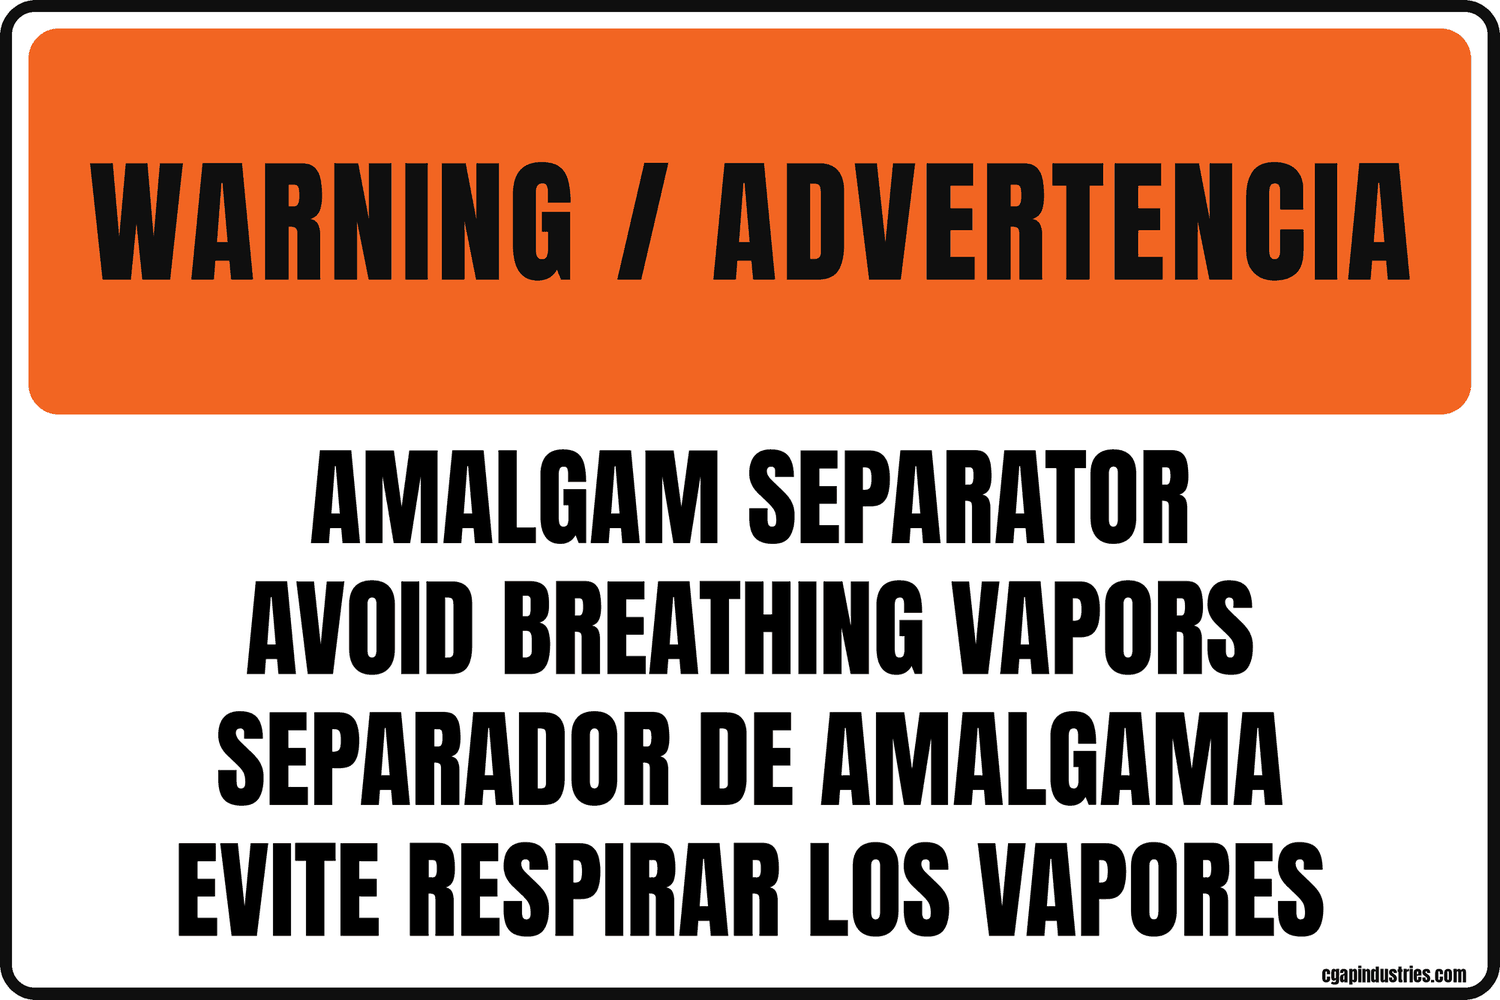 WARNING / ADVERTENCIA
AMALGAM SEPARATOR
AVOID BREATHING VAPORS
SEPARADOR DE AMALGAMA
EVITE RESPIRAR LOS VAPORES
cgapindustries.com